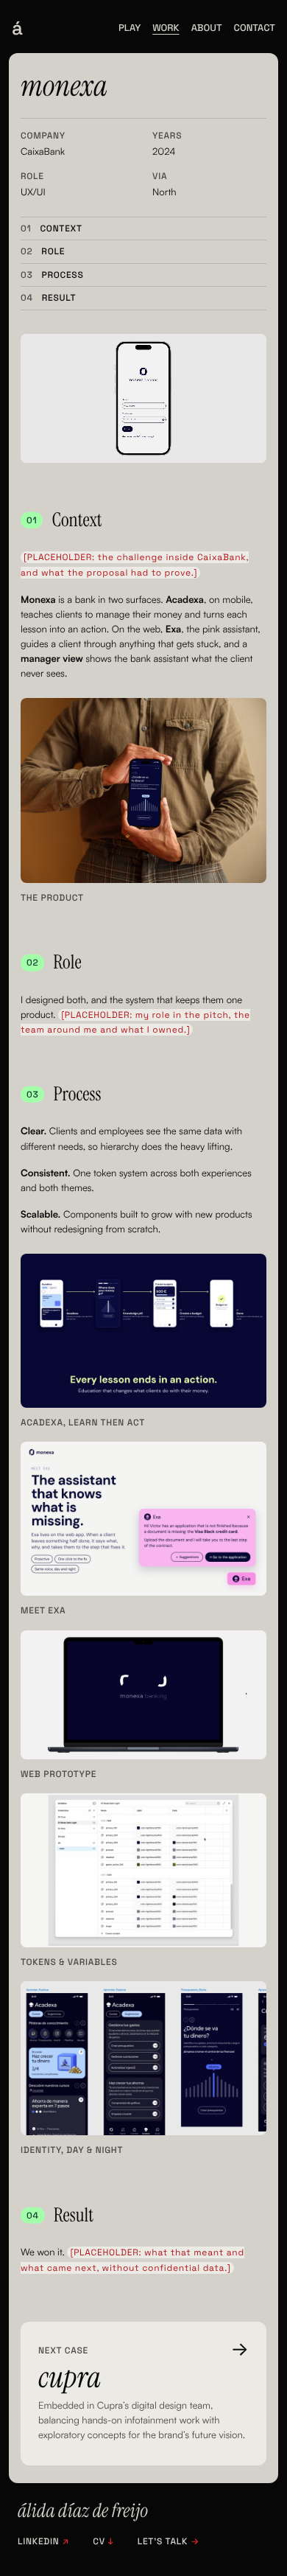 á
PLAY WORK ABOUT CONTACT
monexa
COMPANY YEARS
CaixaBank 2024
ROLE VIA
UX/UI North
01 CONTEXT
02 ROLE
03 PROCESS
04 RESULT
01 Context
[PLACEHOLDER: the challenge inside CaixaBank,
and what the proposal had to prove.]
Monexa is a bank in two surfaces. Acadexa, on mobile,
teaches clients to manage their money and turns each
lesson into an action. On the web, Exa, the pink assistant,
guides a client through anything that gets stuck, and a
manager view shows the bank assistant what the client
never sees.
THE PRODUCT
02 Role
I designed both, and the system that keeps them one
product. [PLACEHOLDER: my role in the pitch, the
team around me and what I owned.]
03 Process
Clear. Clients and employees see the same data with
different needs, so hierarchy does the heavy lifting.
Consistent. One token system across both experiences
and both themes.
Scalable. Components built to grow with new products
without redesigning from scratch.
Every lesson ends in an action.
Education that changes what clients do with their money.
ACADEXA, LEARN THEN ACT
monexa
MEET EXA
The assistant
that knows
what is
missing.
Exa
Exa
MEET EXA
monexa banking
WEB PROTOTYPE
TOKENS & VARIABLES
Acadexa
Acadexa
¿Dónde se va
tu dinero?
IDENTITY, DAY & NIGHT
04 Result
We won it. [PLACEHOLDER: what that meant and
what came next, without confidential data.]
NEXT CASE →
cupra
Embedded in Cupra's digital design team,
balancing hands-on infotainment work with
exploratory concepts for the brand's future vision.
álida díaz de freijo
LINKEDIN ↗ CV ↓ LET'S TALK →